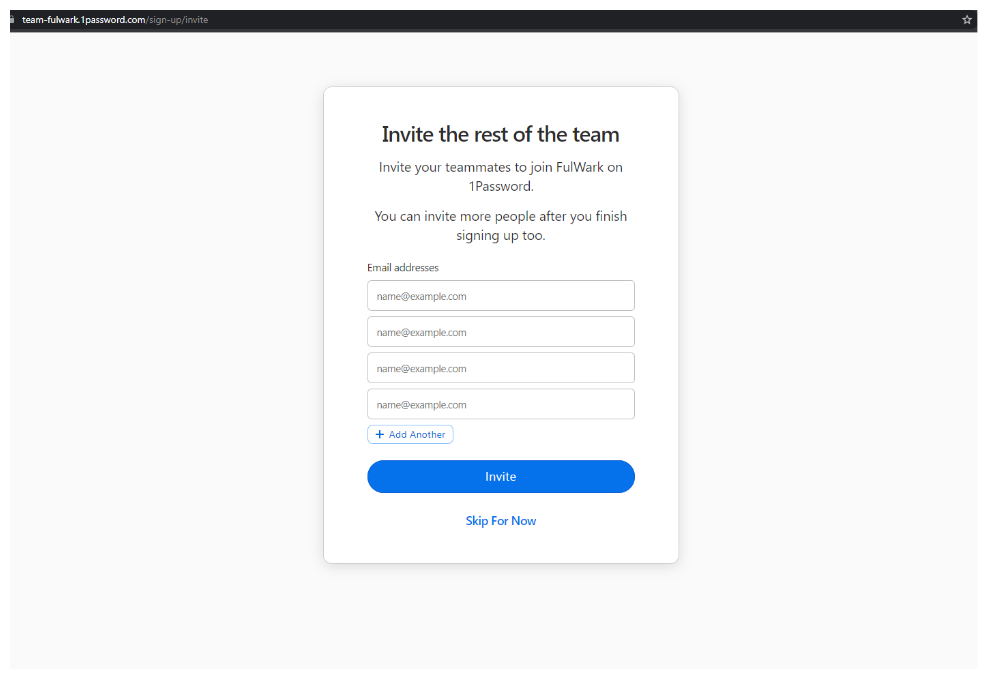 team-fulwark.1password.com/sign-up/invite
Invite the rest of the team
Invite your teammates to join FulWark on
1Password.
You can invite more people after you finish
signing up too.
Email addresses
name@example.com
name@example.com
name@example.com
name@example.com
+ Add Another
Invite
Skip For Now